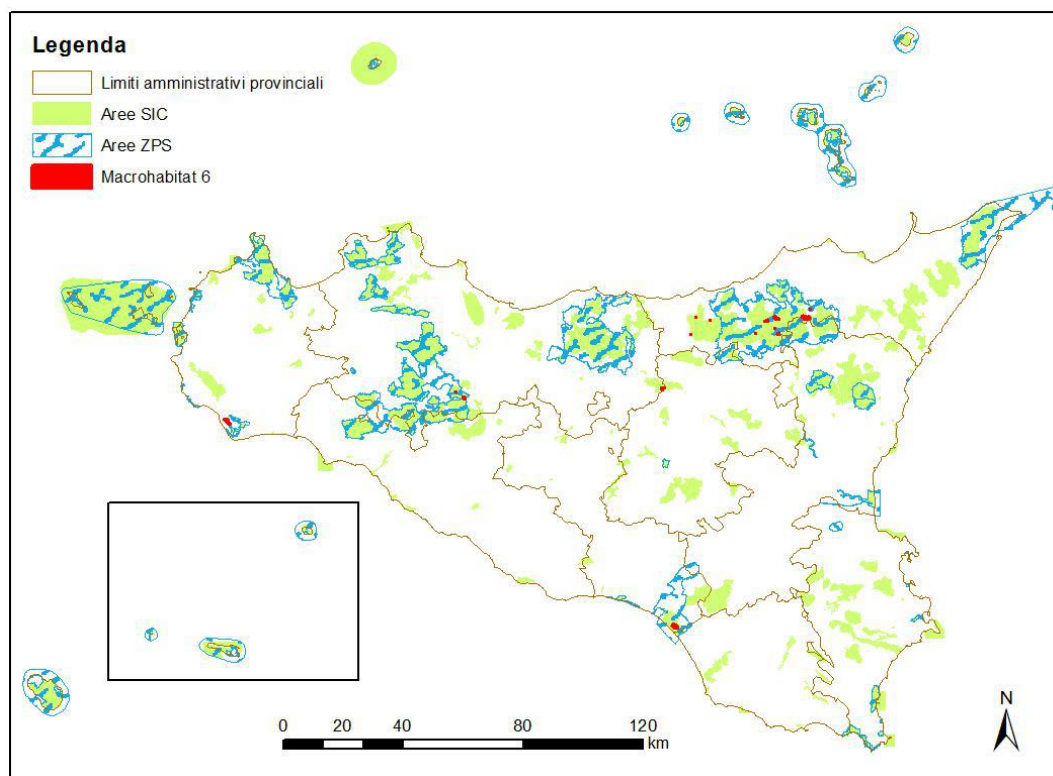 Legenda
Limiti amministrativi provinciali
Aree SIC
Aree ZPS
Macrohabitat 6
N
0 20 40 80 120
km